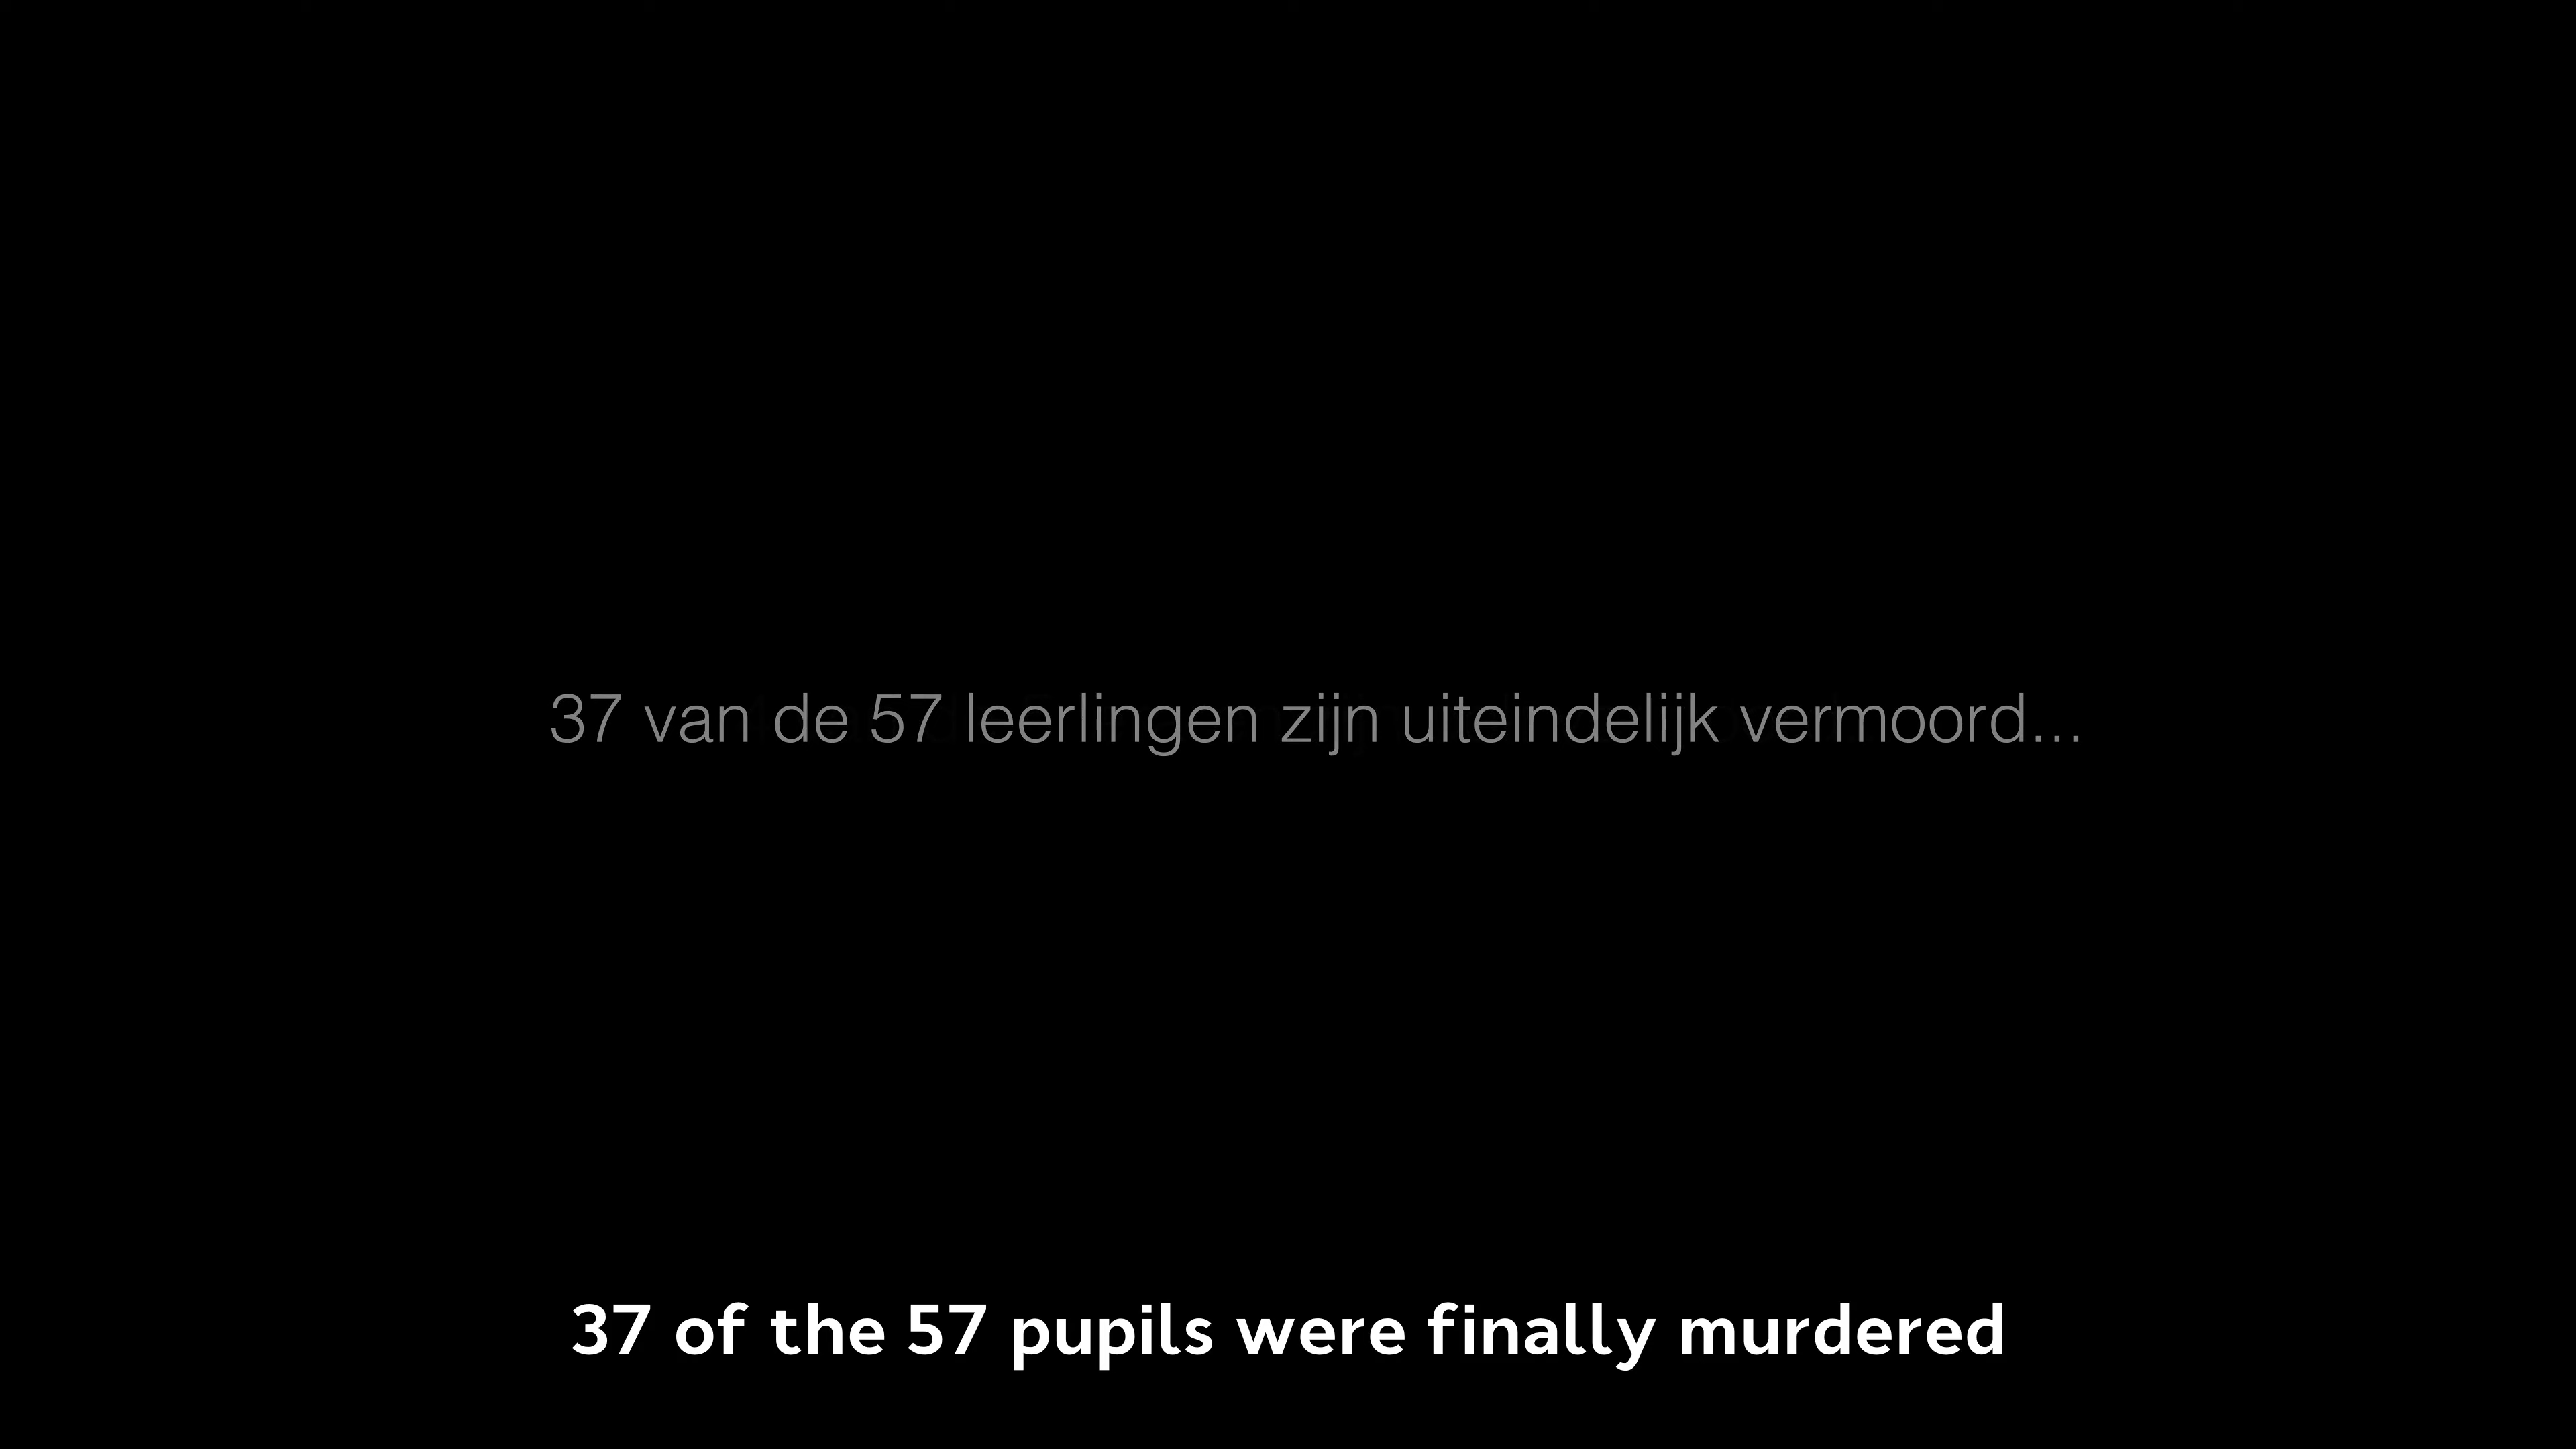 37 van de 57 leerlingen zijn uiteindelijk vermoord...
37 of the 57 pupils were finally murdered